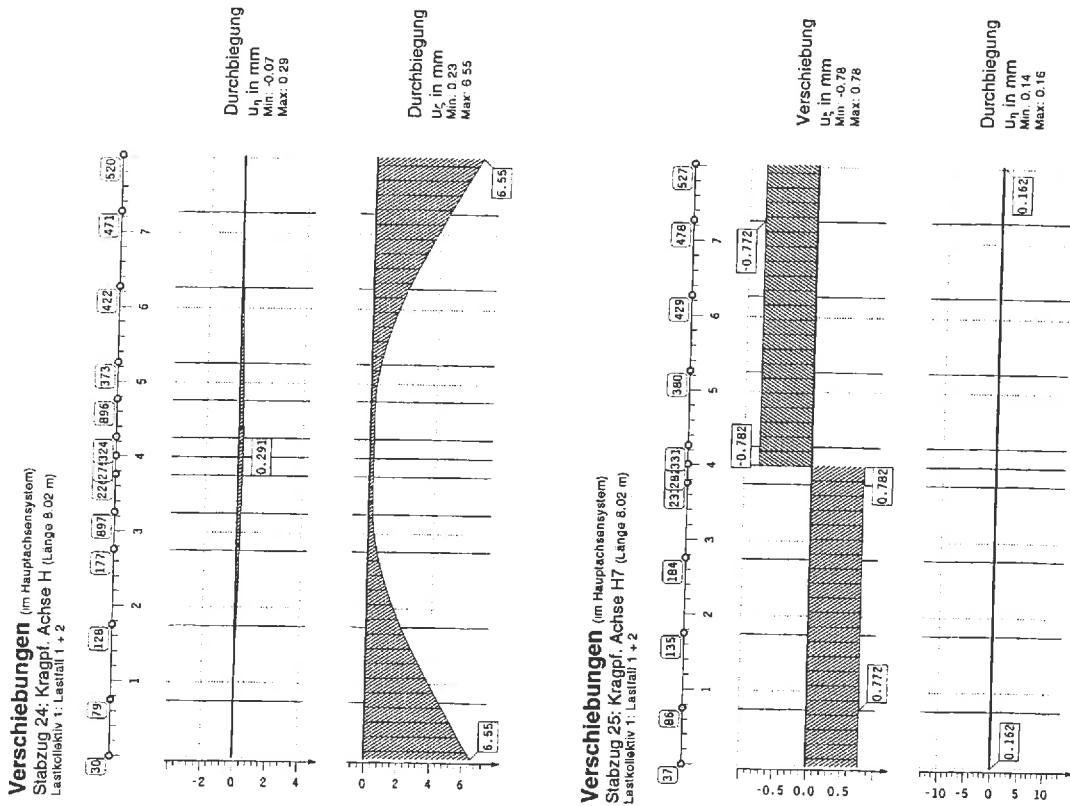 Verschiebungen (im Hauptachsensystem)
Stabzug 24: Kragpf. Achse H (Länge 8.02 m)
Lastkollektiv 1: Lastfall 1 + 2
30 79 128 177 897 324 896 373 422 471 520
1 2 3 4 5 6 7
-2 0 2 4
0.291
Durchbiegung
uη in mm
Min: -0.07
Max: 0.29
0 2 4 6
6.55
6.55
Durchbiegung
uζ in mm
Min: 0.23
Max: 6.55
Verschiebungen (im Hauptachsensystem)
Stabzug 25: Kragpf. Achse H7 (Länge 8.02 m)
Lastkollektiv 1: Lastfall 1 + 2
37 86 135 184 331 380 429 478 527
1 2 3 4 5 6 7
-0.5 0.0 0.5
0.772
0.782
-0.782
-0.772
Verschiebung
uξ in mm
Min: -0.78
Max: 0.78
-10 -5 0 5 10
0.162
0.162
Durchbiegung
uη in mm
Min: 0.14
Max: 0.16